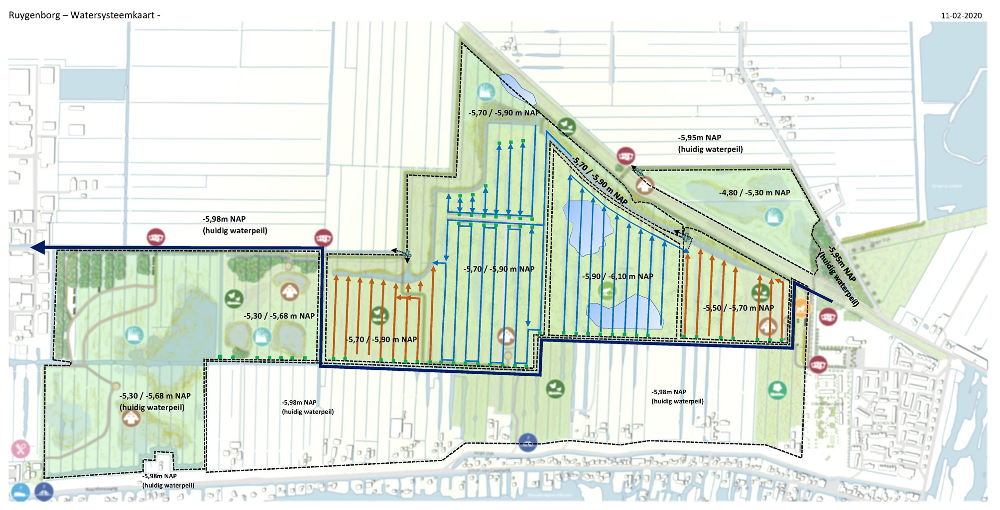 Ruygenborg – Watersysteemkaart -
11-02-2020
-5,70 / -5,90 m NAP
-5,95m NAP
(huidig waterpeil)
-5,70 / -5,90 m NAP
-4,80 / -5,30 m NAP
-5,98m NAP
(huidig waterpeil)
-5,95m NAP
(huidig waterpeil)
-5,70 / -5,90 m NAP
-5,90 / -6,10 m NAP
-5,50 / -5,70 m NAP
-5,30 / -5,68 m NAP
-5,70 / -5,90 m NAP
-5,30 / -5,68 m NAP
(huidig waterpeil)
-5,98m NAP
(huidig waterpeil)
-5,98m NAP
(huidig waterpeil)
-5,98m NAP
(huidig waterpeil)
Hoge Dijk